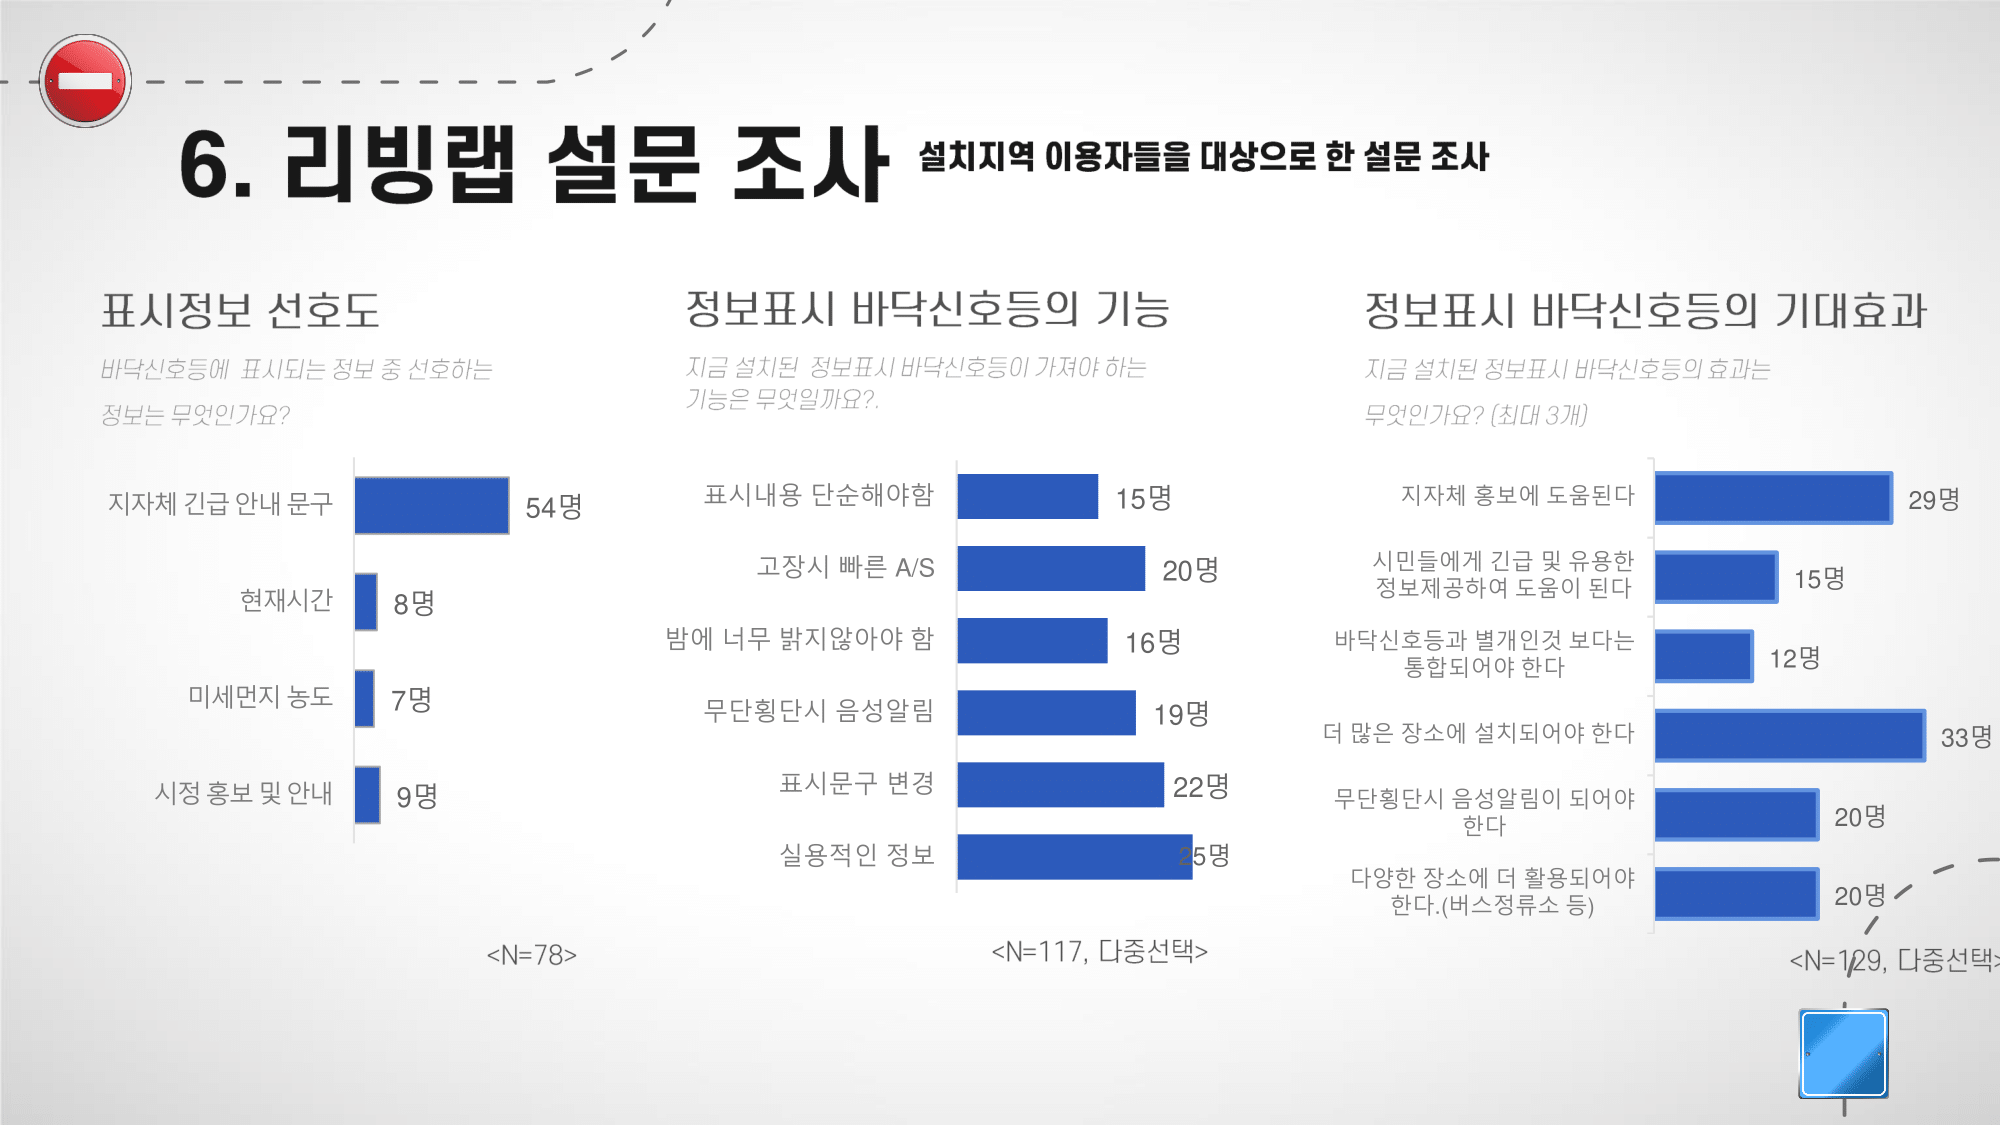 6. 리빙랩 설문 조사 설치지역 이용자들을 대상으로 한 설문 조사
표시정보 선호도
바닥신호등에 표시되는 정보 중 선호하는
정보는 무엇인가요?
지자체 긴급 안내 문구 54명
현재시간 8명
미세먼지 농도 7명
시정 홍보 및 안내 9명
<N=78>
정보표시 바닥신호등의 기능
지금 설치된 정보표시 바닥신호등이 가져야 하는
기능은 무엇일까요?.
표시내용 단순해야함 15명
고장시 빠른 A/S 20명
밤에 너무 밝지않아야 함 16명
무단횡단시 음성알림 19명
표시문구 변경 22명
실용적인 정보 25명
<N=117, 다중선택>
정보표시 바닥신호등의 기대효과
지금 설치된 정보표시 바닥신호등의 효과는
무엇인가요? (최대 3개)
지자체 홍보에 도움된다 29명
시민들에게 긴급 및 유용한
정보제공하여 도움이 된다 15명
바닥신호등과 별개인것 보다는
통합되어야 한다 12명
더 많은 장소에 설치되어야 한다 33명
무단횡단시 음성알림이 되어야
한다 20명
다양한 장소에 더 활용되어야
한다.(버스정류소 등) 20명
<N=129, 다중선택>